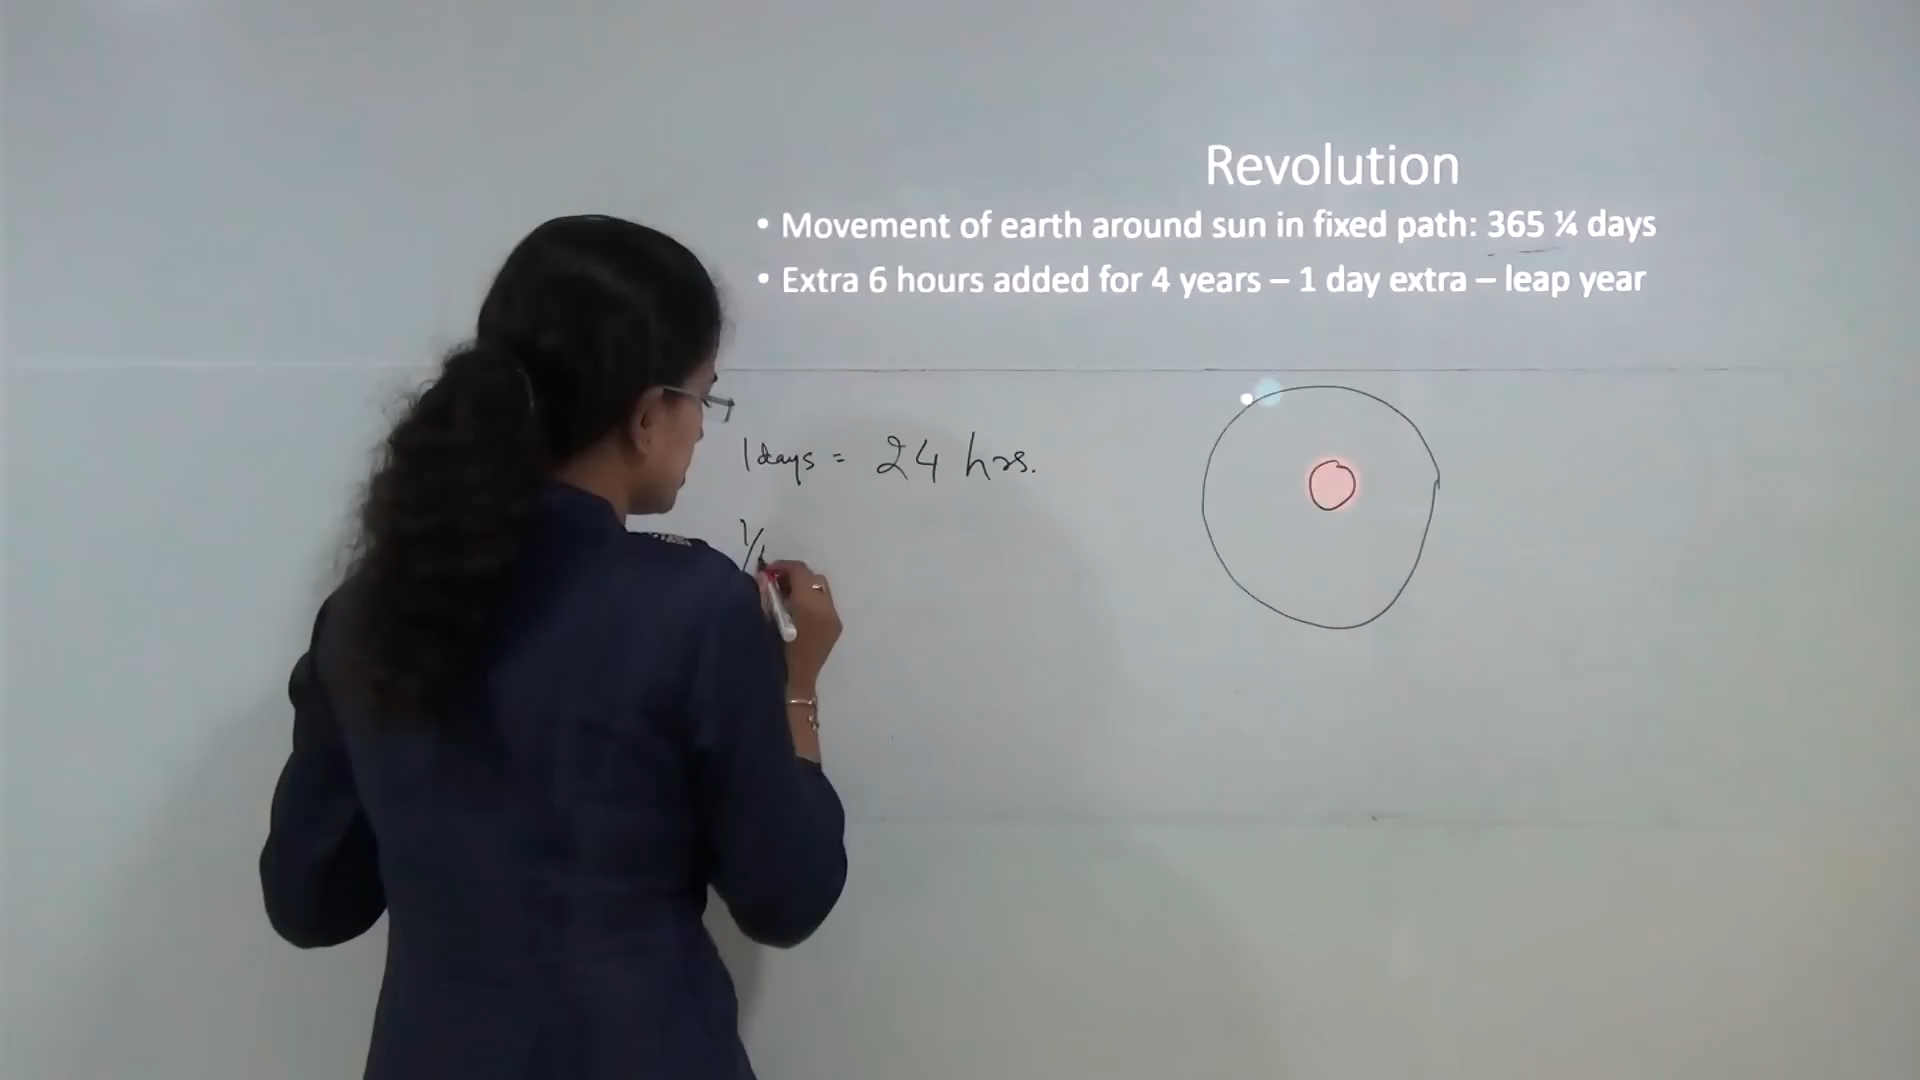 Revolution
• Movement of earth around sun in fixed path: 365 ¼ days
• Extra 6 hours added for 4 years – 1 day extra – leap year
1 days = 24 hrs.
1/